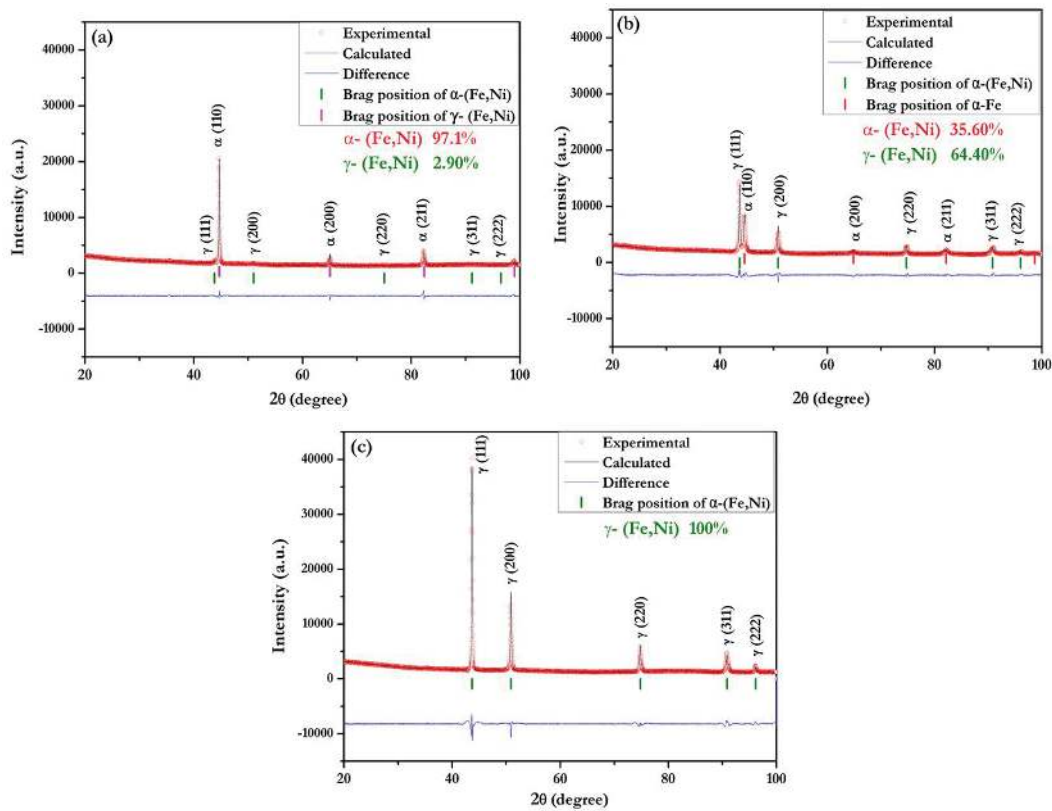 (a)
Experimental
Calculated
Difference
Brag position of α-(Fe,Ni)
Brag position of γ- (Fe,Ni)
α- (Fe,Ni) 97.1%
γ- (Fe,Ni) 2.90%
γ (111)
α (110)
γ (200)
α (200)
γ (220)
α (211)
γ (311)
γ (222)
40000
30000
20000
10000
0
-10000
Intensity (a.u.)
20 40 60 80 100
2θ (degree)
(b)
Experimental
Calculated
Difference
Brag position of α-(Fe,Ni)
Brag position of α-Fe
α- (Fe,Ni) 35.60%
γ- (Fe,Ni) 64.40%
γ (111)
α (110)
γ (200)
α (200)
γ (220)
α (211)
γ (311)
γ (222)
40000
30000
20000
10000
0
-10000
Intensity (a.u.)
20 40 60 80 100
2θ (degree)
(c)
Experimental
Calculated
Difference
Brag position of α-(Fe,Ni)
γ- (Fe,Ni) 100%
γ (111)
γ (200)
γ (220)
γ (311)
γ (222)
40000
30000
20000
10000
0
-10000
Intensity (a.u.)
20 40 60 80 100
2θ (degree)